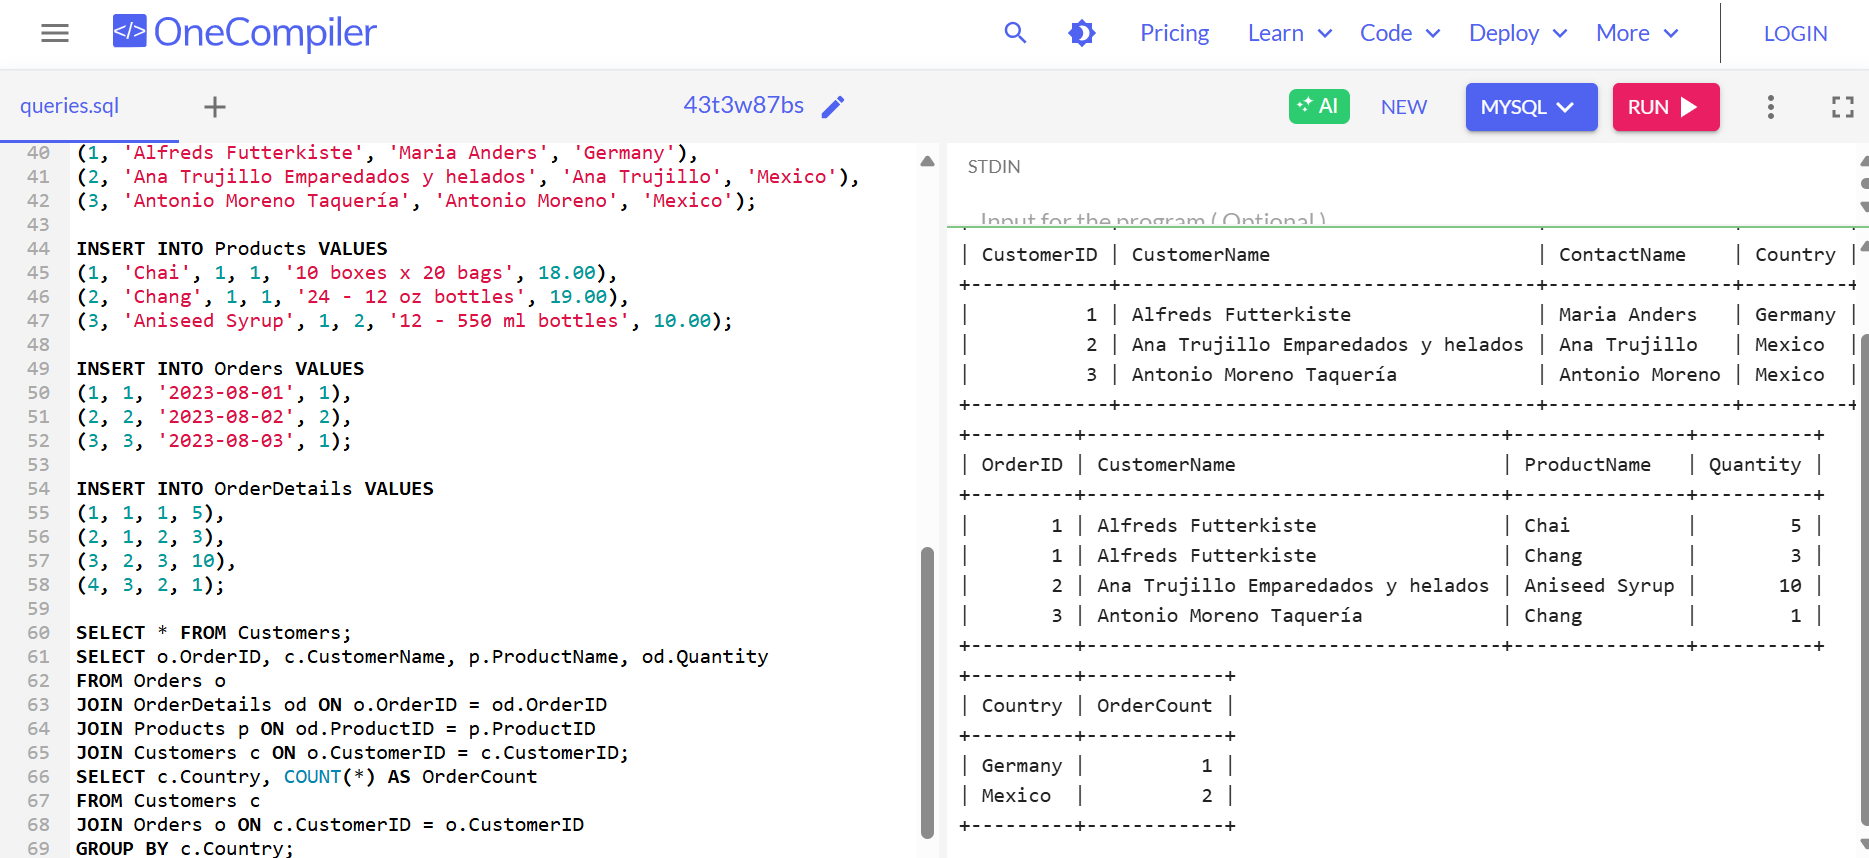 </> OneCompiler
Pricing Learn Code Deploy More LOGIN
queries.sql + 43t3w87bs AI NEW MYSQL RUN
40 (1, 'Alfreds Futterkiste', 'Maria Anders', 'Germany'),
41 (2, 'Ana Trujillo Emparedados y helados', 'Ana Trujillo', 'Mexico'),
42 (3, 'Antonio Moreno Taquería', 'Antonio Moreno', 'Mexico');
43
44 INSERT INTO Products VALUES
45 (1, 'Chai', 1, 1, '10 boxes x 20 bags', 18.00),
46 (2, 'Chang', 1, 1, '24 - 12 oz bottles', 19.00),
47 (3, 'Aniseed Syrup', 1, 2, '12 - 550 ml bottles', 10.00);
48
49 INSERT INTO Orders VALUES
50 (1, 1, '2023-08-01', 1),
51 (2, 2, '2023-08-02', 2),
52 (3, 3, '2023-08-03', 1);
53
54 INSERT INTO OrderDetails VALUES
55 (1, 1, 1, 5),
56 (2, 1, 2, 3),
57 (3, 2, 3, 10),
58 (4, 3, 2, 1);
59
60 SELECT * FROM Customers;
61 SELECT o.OrderID, c.CustomerName, p.ProductName, od.Quantity
62 FROM Orders o
63 JOIN OrderDetails od ON o.OrderID = od.OrderID
64 JOIN Products p ON od.ProductID = p.ProductID
65 JOIN Customers c ON o.CustomerID = c.CustomerID;
66 SELECT c.Country, COUNT(*) AS OrderCount
67 FROM Customers c
68 JOIN Orders o ON c.CustomerID = o.CustomerID
69 GROUP BY c.Country;
STDIN
Input for the program ( Optional )
| CustomerID | CustomerName | ContactName | Country |
| 1 | Alfreds Futterkiste | Maria Anders | Germany |
| 2 | Ana Trujillo Emparedados y helados | Ana Trujillo | Mexico |
| 3 | Antonio Moreno Taquería | Antonio Moreno | Mexico |
| OrderID | CustomerName | ProductName | Quantity |
| 1 | Alfreds Futterkiste | Chai | 5 |
| 1 | Alfreds Futterkiste | Chang | 3 |
| 2 | Ana Trujillo Emparedados y helados | Aniseed Syrup | 10 |
| 3 | Antonio Moreno Taquería | Chang | 1 |
| Country | OrderCount |
| Germany | 1 |
| Mexico | 2 |